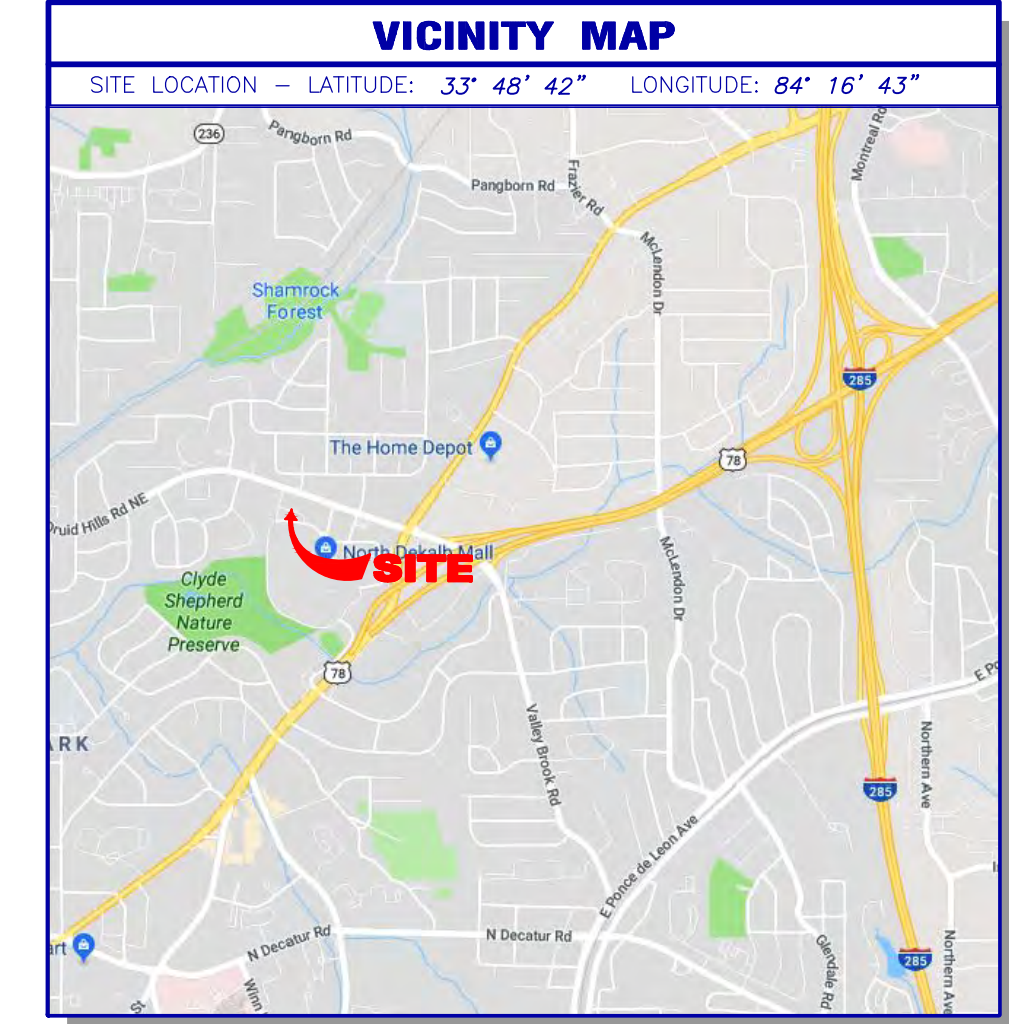 VICINITY MAP
SITE LOCATION – LATITUDE: 33° 48' 42" LONGITUDE: 84° 16' 43"
236
Pangborn Rd
Montreal Rd
Pangborn Rd
Frazier Rd
McLendon Dr
Shamrock
Forest
285
The Home Depot
78
Druid Hills Rd NE
North Dekalb Mall
SITE
McLendon Dr
Clyde
Shepherd
Nature
Preserve
78
E Po
ARK
Valley Brook Rd
Northern Ave
285
E Ponce de Leon Ave
N Decatur Rd
N Decatur Rd
art
Glendale Rd
Northern Ave
285
Winn
St